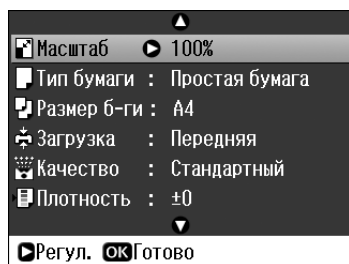 Масштаб 100%
Тип бумаги : Простая бумага
Размер б-ги : A4
Загрузка : Передняя
Качество : Стандартный
Плотность : ±0
Регул. OK Готово